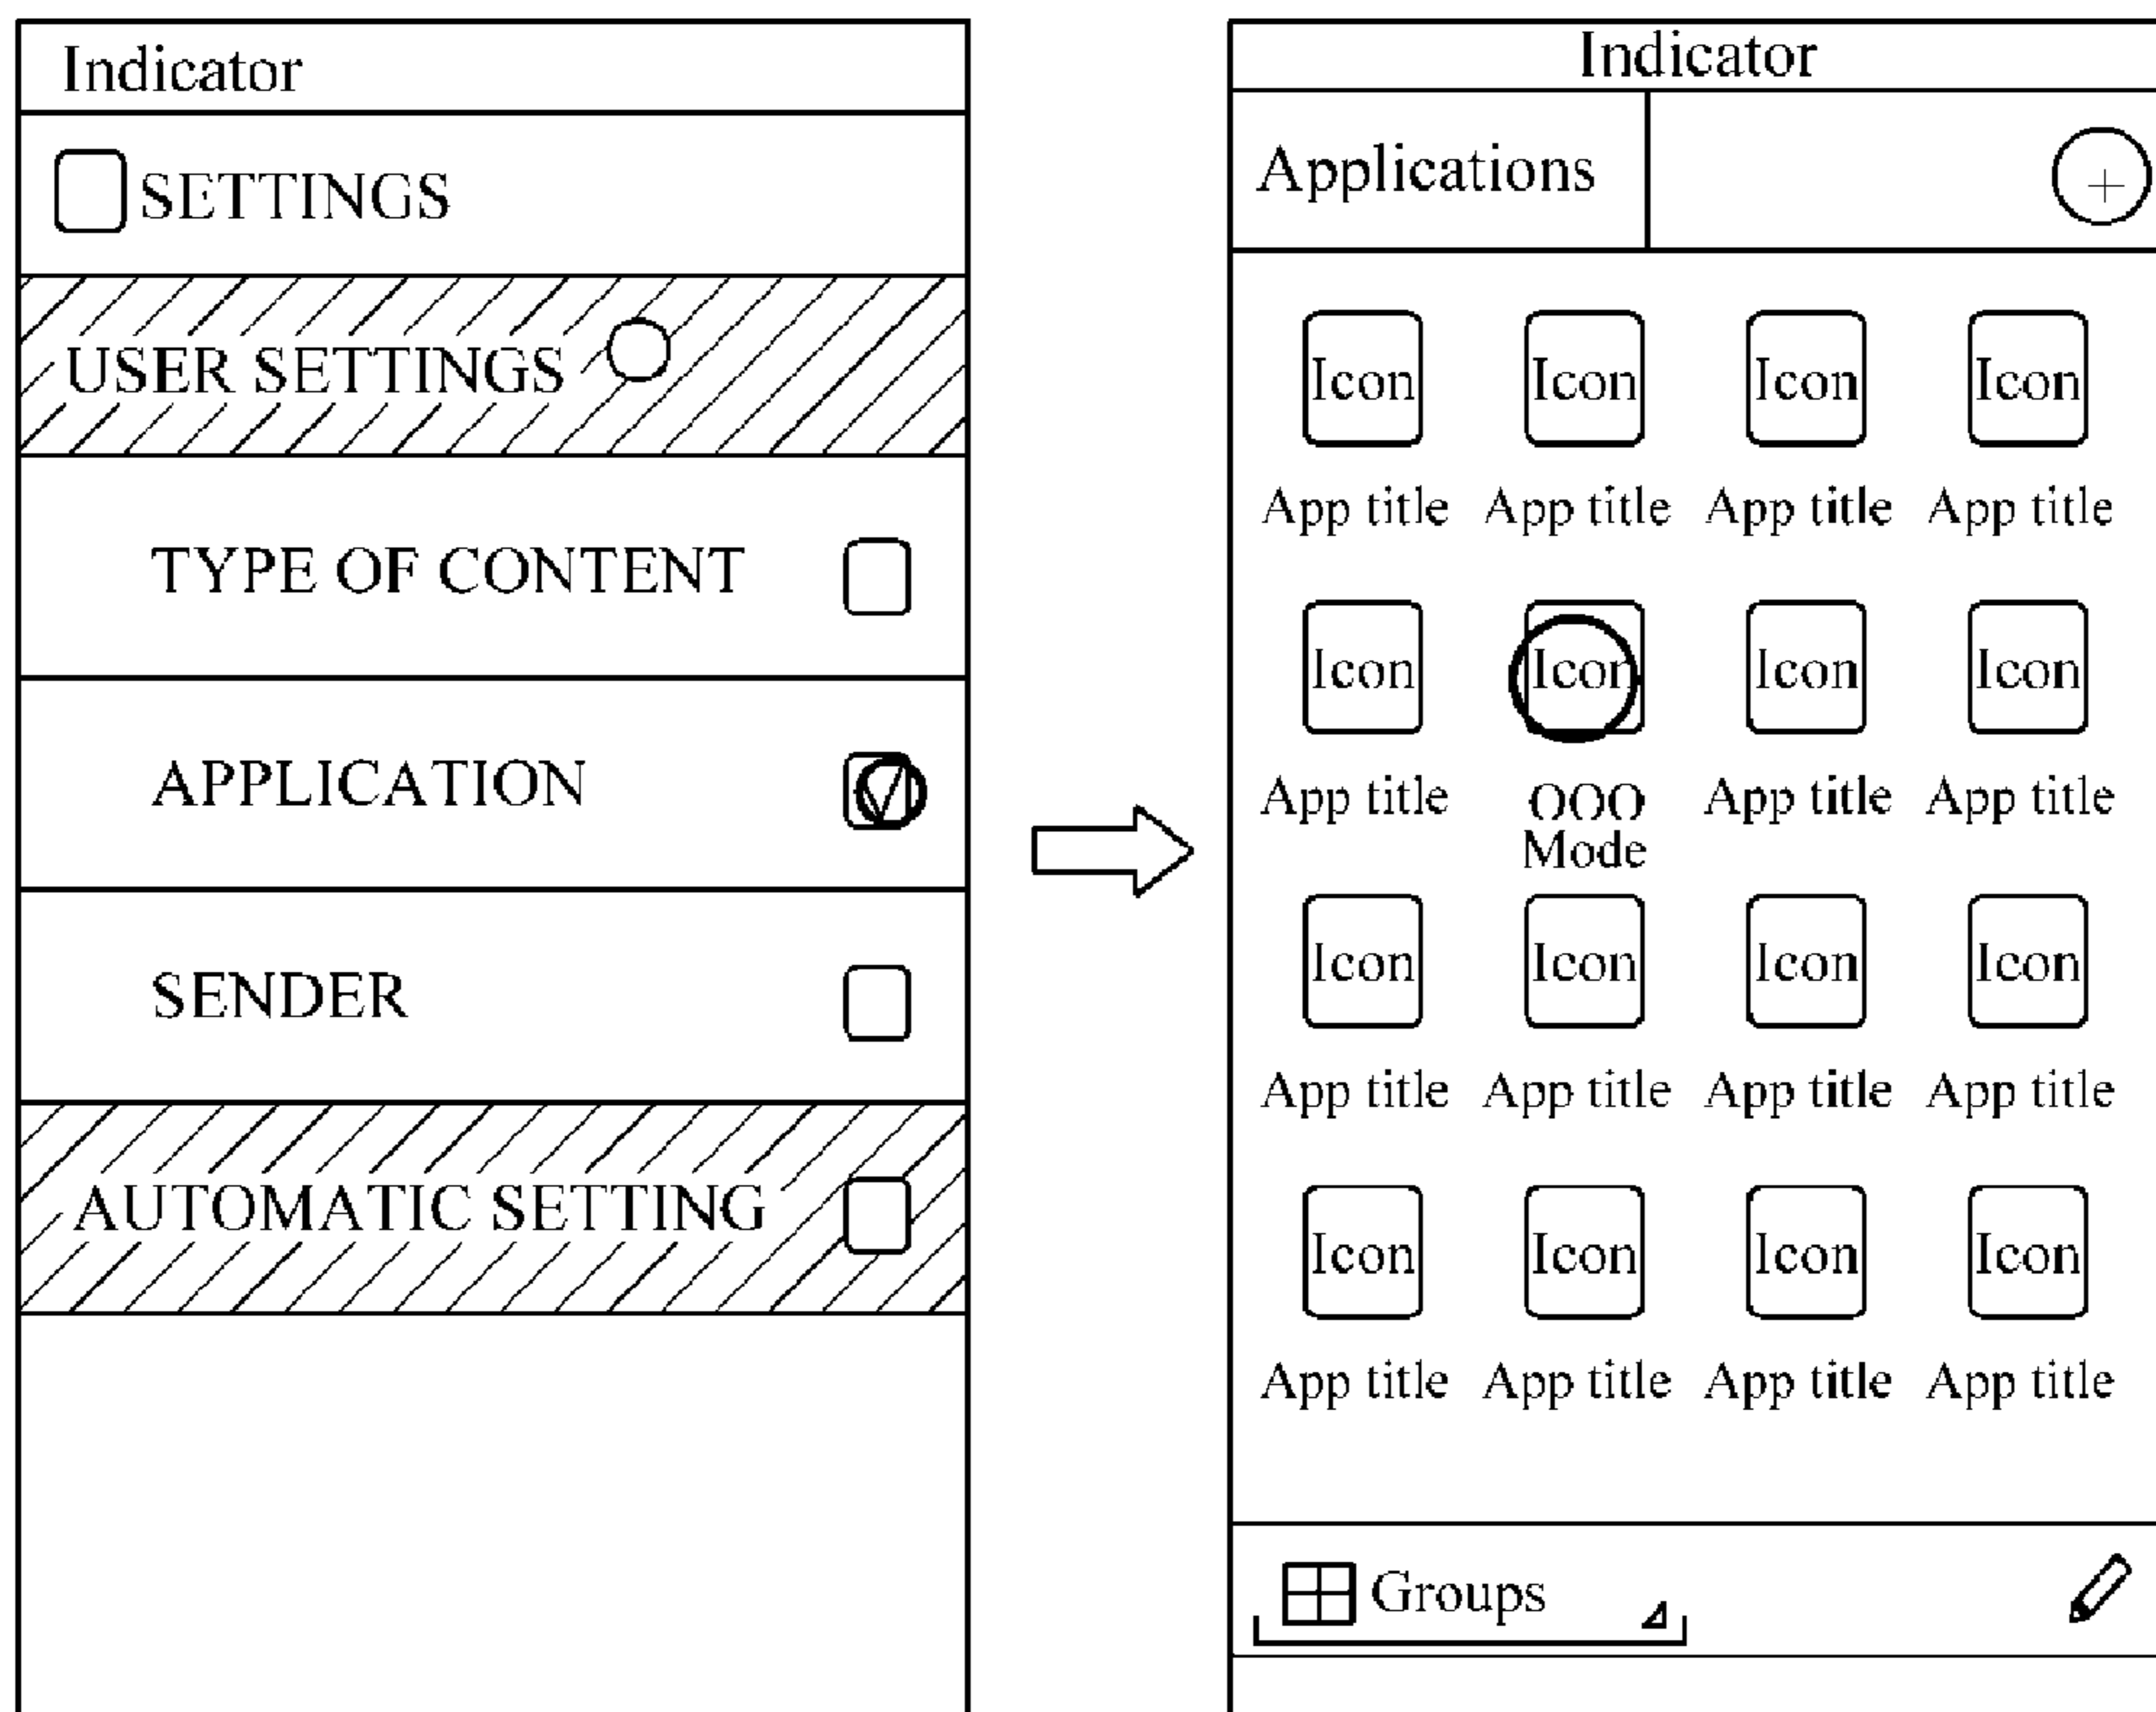 Indicator
SETTINGS
USER SETTINGS
TYPE OF CONTENT
APPLICATION
SENDER
AUTOMATIC SETTING
Indicator
Applications
+
Icon Icon Icon Icon
App title App title App title App title
Icon Icon Icon Icon
App title OOO App title App title
Mode
Icon Icon Icon Icon
App title App title App title App title
Icon Icon Icon Icon
App title App title App title App title
Groups